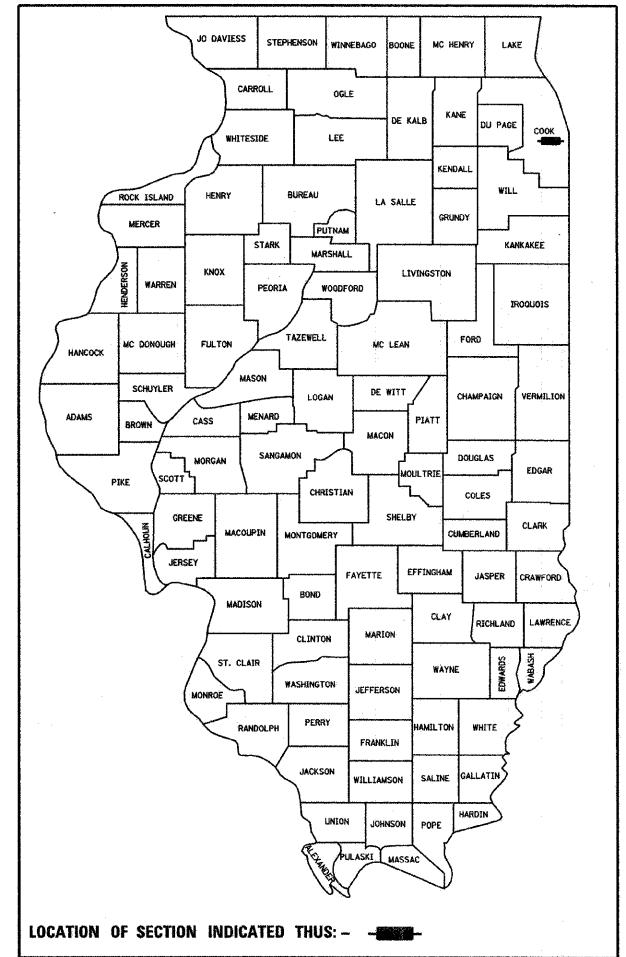 JO DAVIESS STEPHENSON WINNEBAGO BOONE MC HENRY LAKE
CARROLL OGLE
DE KALB KANE DU PAGE COOK
WHITESIDE LEE
KENDALL WILL
ROCK ISLAND HENRY BUREAU LA SALLE GRUNDY
MERCER PUTNAM
STARK MARSHALL KANKAKEE
HENDERSON WARREN KNOX PEORIA WOODFORD LIVINGSTON IROQUOIS
HANCOCK MC DONOUGH FULTON TAZEWELL MC LEAN FORD
SCHUYLER MASON
ADAMS BROWN CASS MENARD LOGAN DE WITT PIATT CHAMPAIGN VERMILION
MACON
MORGAN SANGAMON DOUGLAS
PIKE SCOTT CHRISTIAN MOULTRIE COLES EDGAR
GREENE MACOUPIN SHELBY
CALHOUN JERSEY MONTGOMERY CUMBERLAND CLARK
FAYETTE EFFINGHAM JASPER CRAWFORD
MADISON BOND
CLAY RICHLAND LAWRENCE
CLINTON MARION
ST. CLAIR WAYNE EDWARDS WABASH
WASHINGTON JEFFERSON
MONROE
RANDOLPH PERRY HAMILTON WHITE
FRANKLIN
JACKSON WILLIAMSON SALINE GALLATIN
UNION JOHNSON POPE HARDIN
ALEXANDER PULASKI MASSAC
LOCATION OF SECTION INDICATED THUS: -